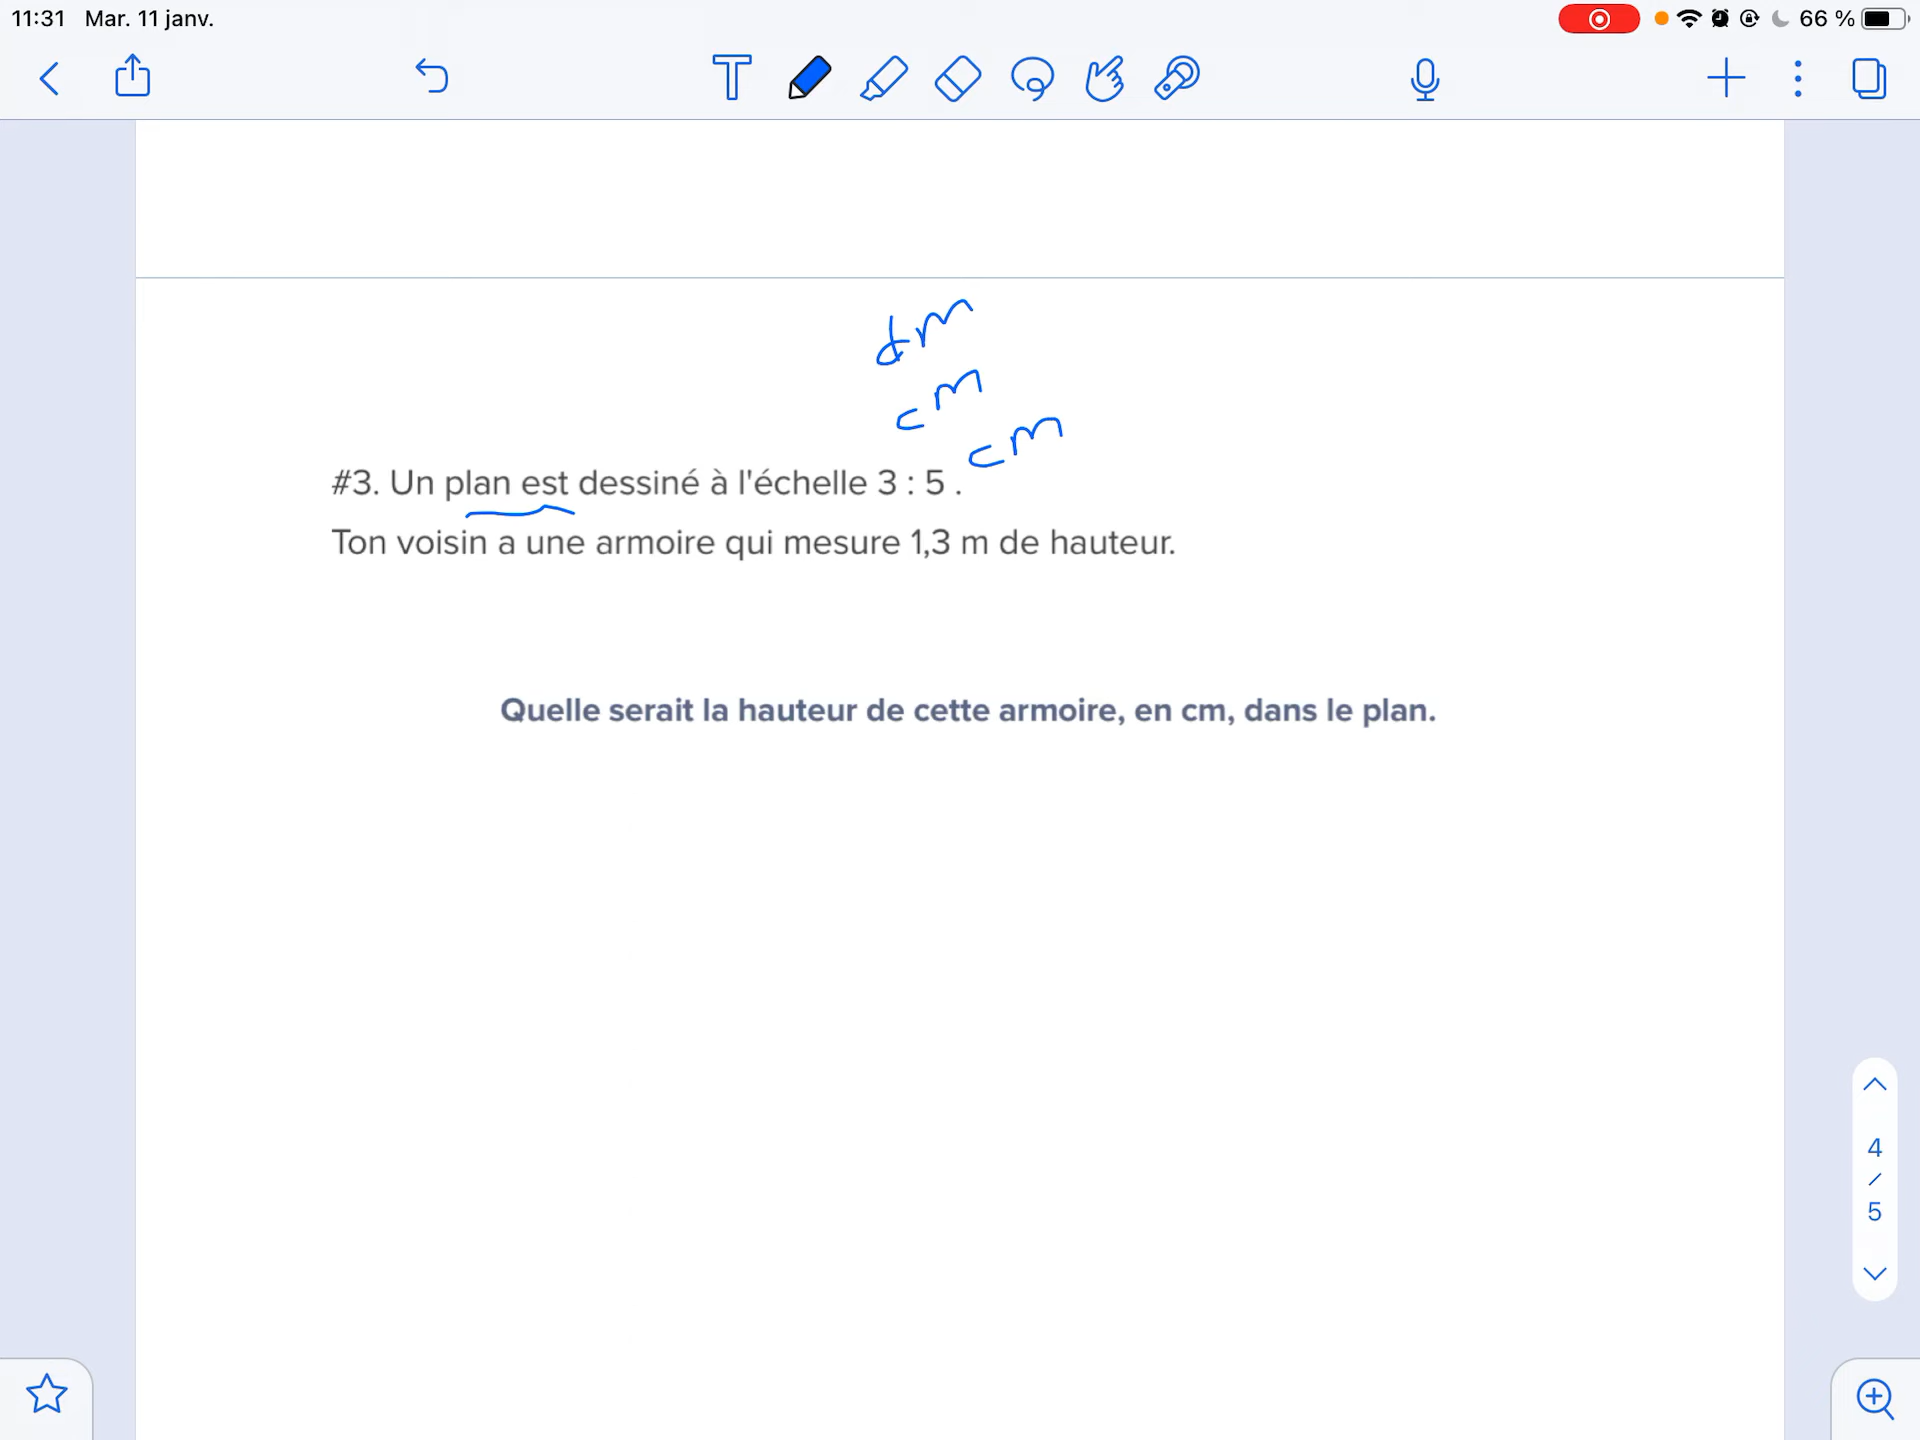 11:31 Mar. 11 janv. 66 %
T
dm
cm
cm
#3. Un plan est dessiné à l'échelle 3 : 5 .
Ton voisin a une armoire qui mesure 1,3 m de hauteur.
Quelle serait la hauteur de cette armoire, en cm, dans le plan.
4
/
5